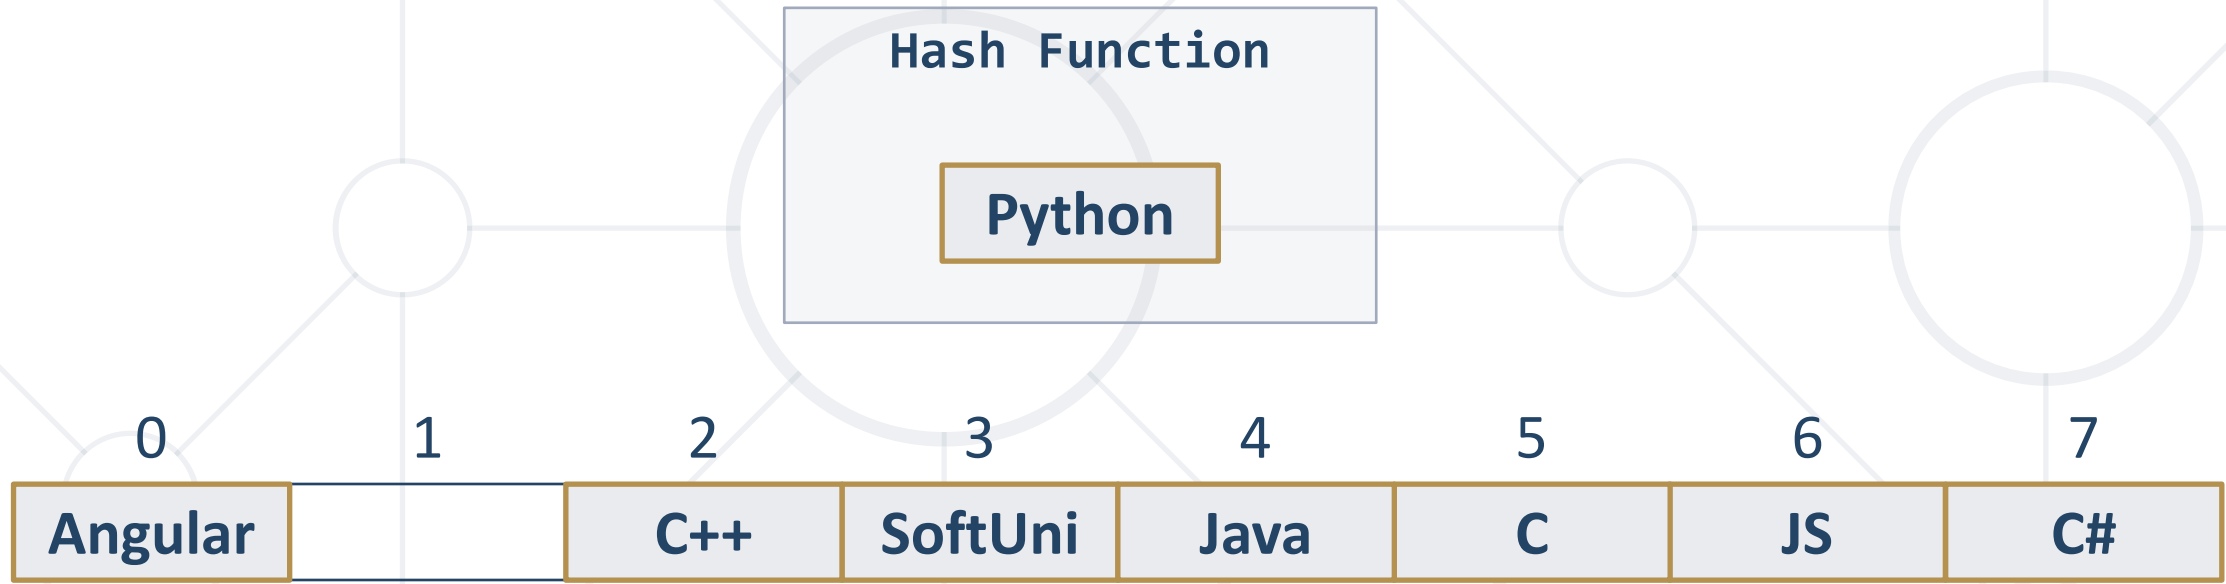 Hash Function
Python
0 1 2 3 4 5 6 7
Angular C++ SoftUni Java C JS C#